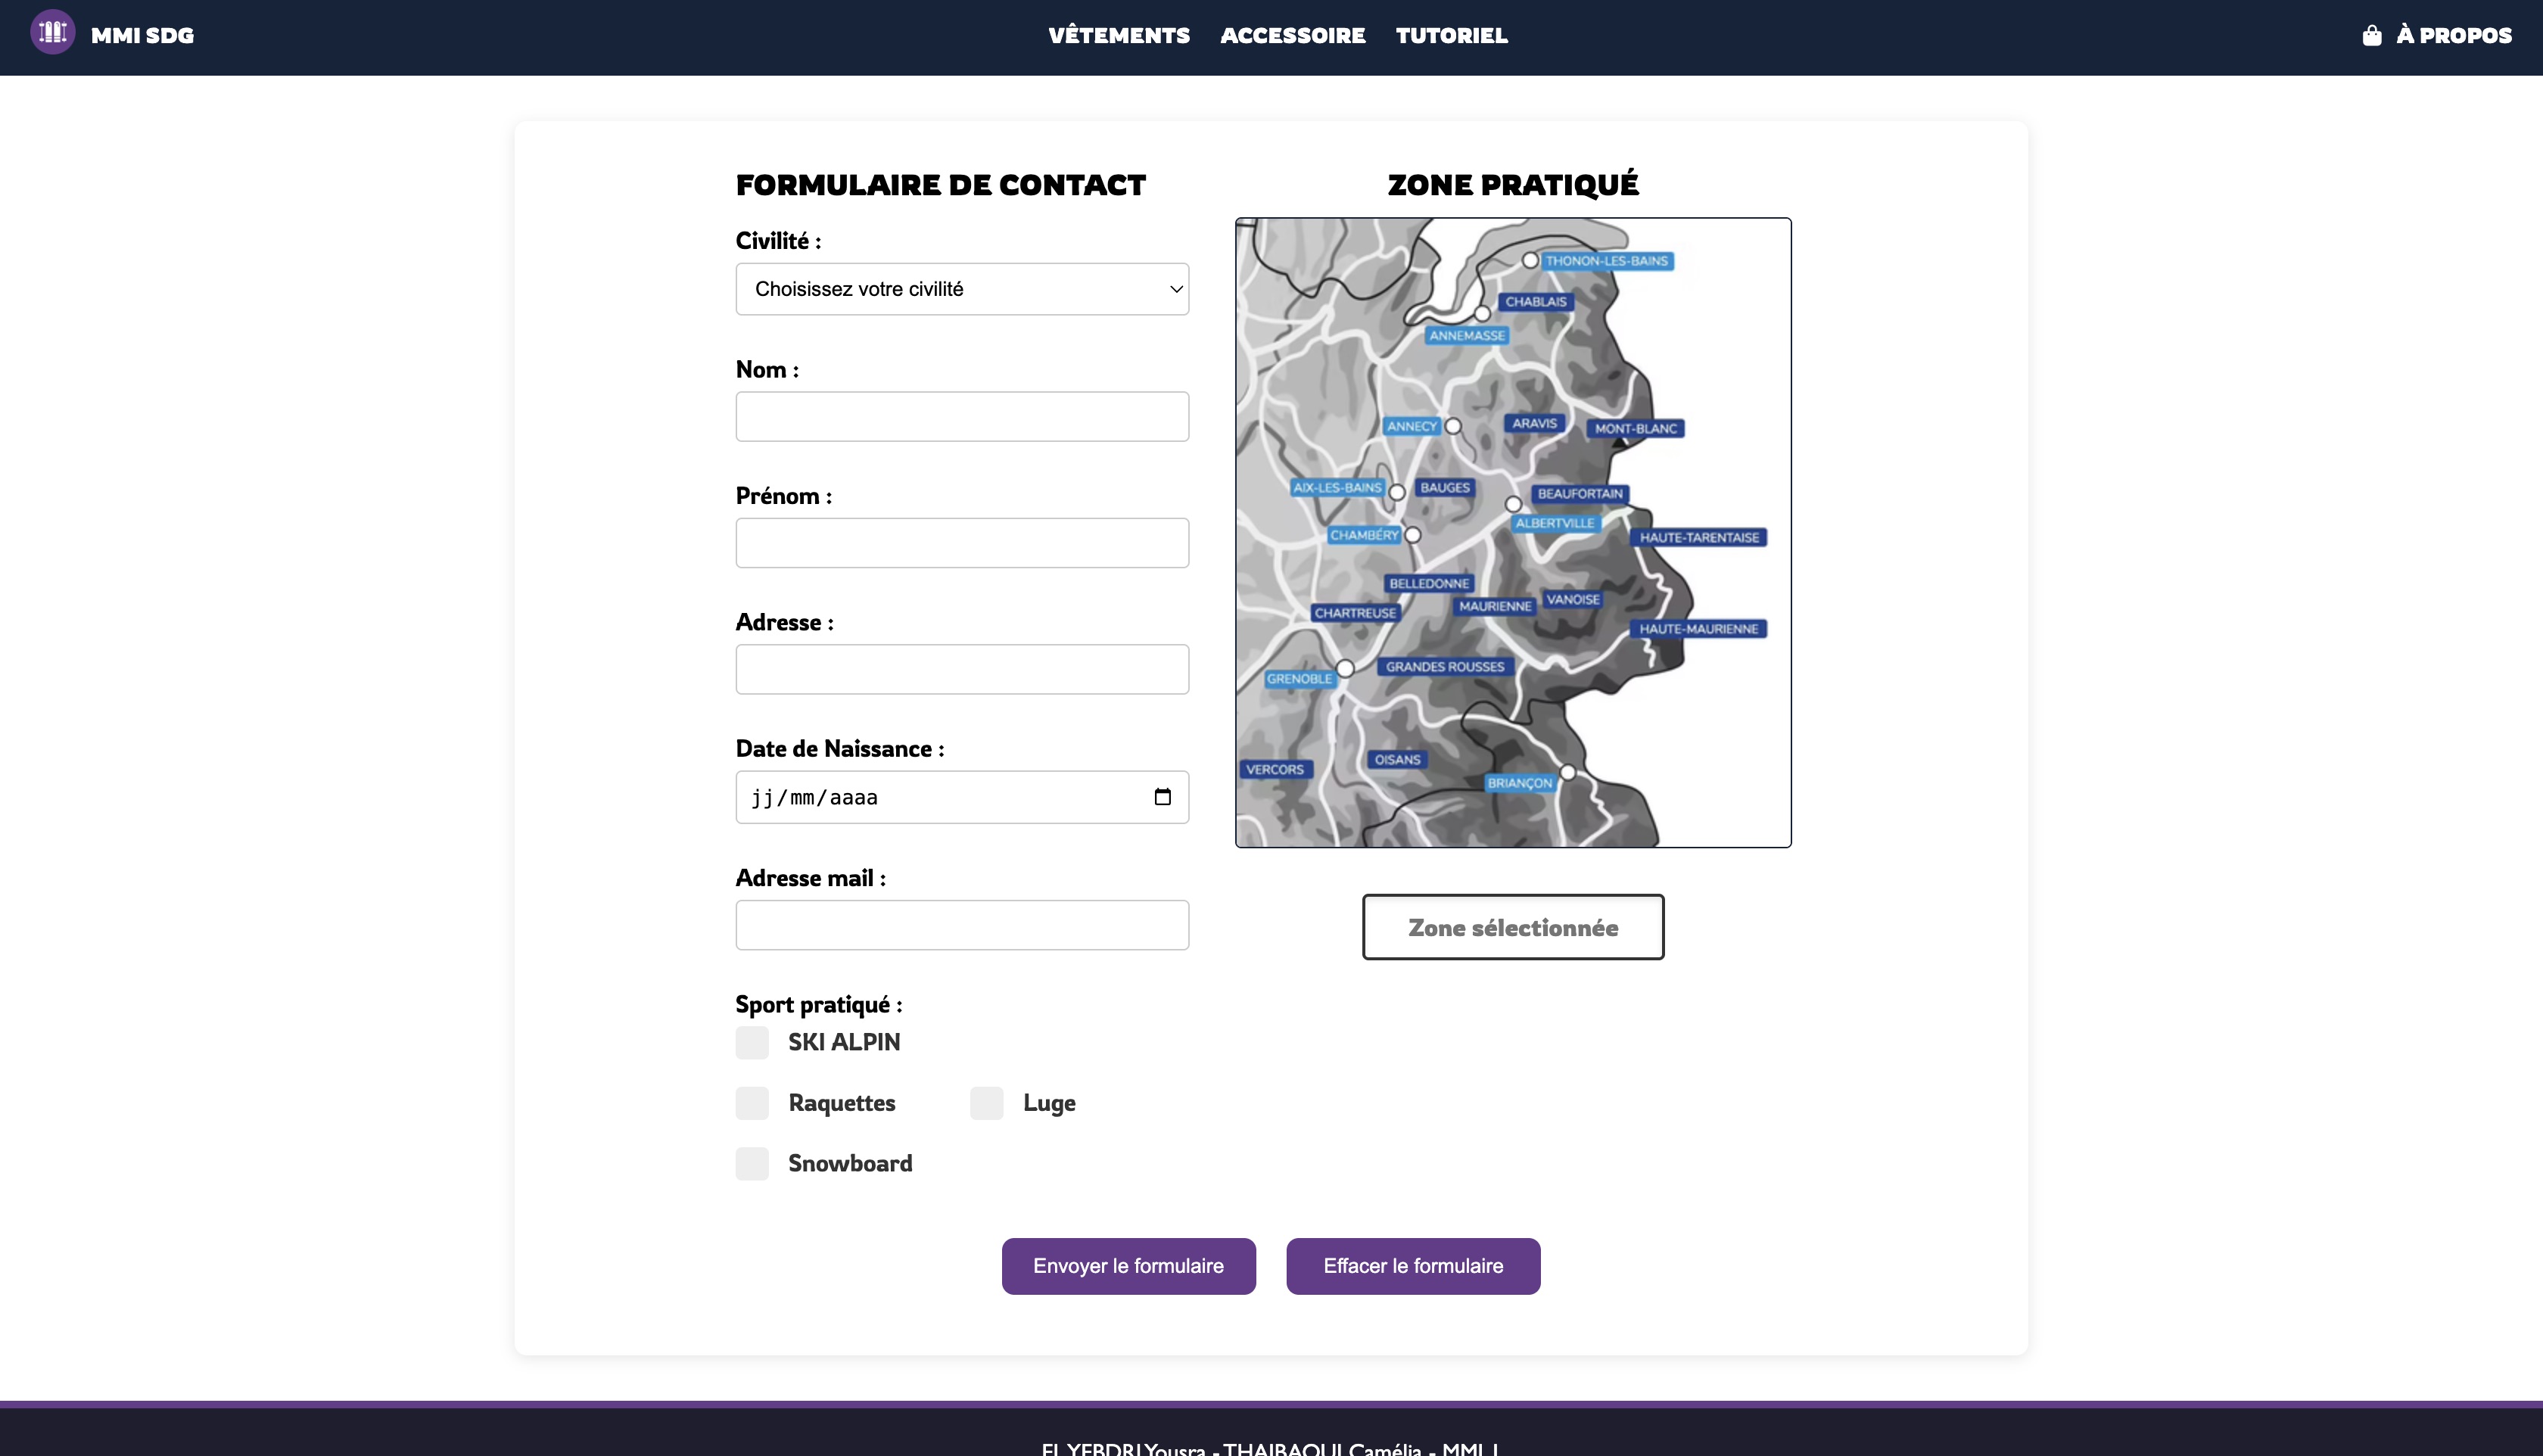 MMI SDG
VÊTEMENTS ACCESSOIRE TUTORIEL
À PROPOS
FORMULAIRE DE CONTACT
Civilité :
Choisissez votre civilité
Nom :
Prénom :
Adresse :
Date de Naissance :
jj/mm/aaaa
Adresse mail :
Sport pratiqué :
SKI ALPIN
Raquettes
Luge
Snowboard
ZONE PRATIQUÉ
THONON-LES-BAINS
CHABLAIS
ANNEMASSE
ANNECY
ARAVIS
MONT-BLANC
AIX-LES-BAINS
BAUGES
BEAUFORTAIN
ALBERTVILLE
CHAMBÉRY
HAUTE-TARENTAISE
BELLEDONNE
VANOISE
MAURIENNE
CHARTREUSE
HAUTE-MAURIENNE
GRANDES ROUSSES
GRENOBLE
OISANS
VERCORS
BRIANÇON
Zone sélectionnée
Envoyer le formulaire
Effacer le formulaire
Yousra - THAIBAOUI Camélia - MMI